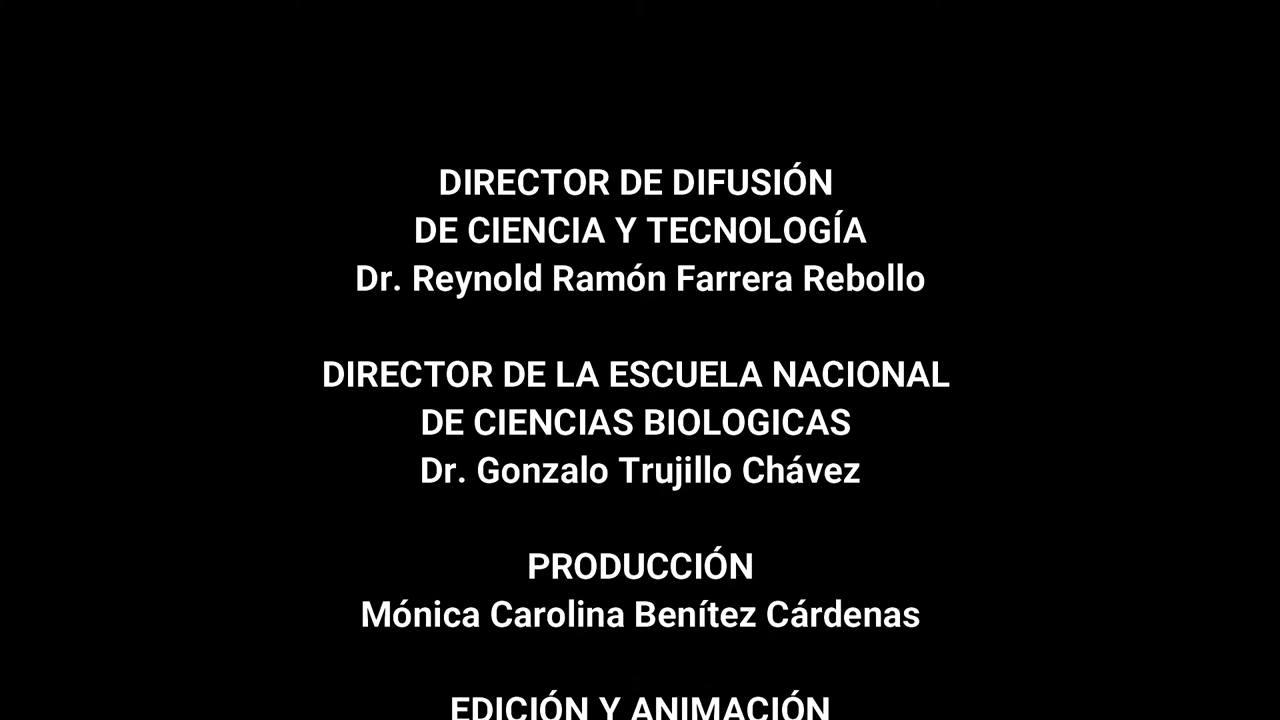 DIRECTOR DE DIFUSIÓN
DE CIENCIA Y TECNOLOGÍA
Dr. Reynold Ramón Farrera Rebollo
DIRECTOR DE LA ESCUELA NACIONAL
DE CIENCIAS BIOLOGICAS
Dr. Gonzalo Trujillo Chávez
PRODUCCIÓN
Mónica Carolina Benítez Cárdenas
EDICIÓN Y ANIMACIÓN